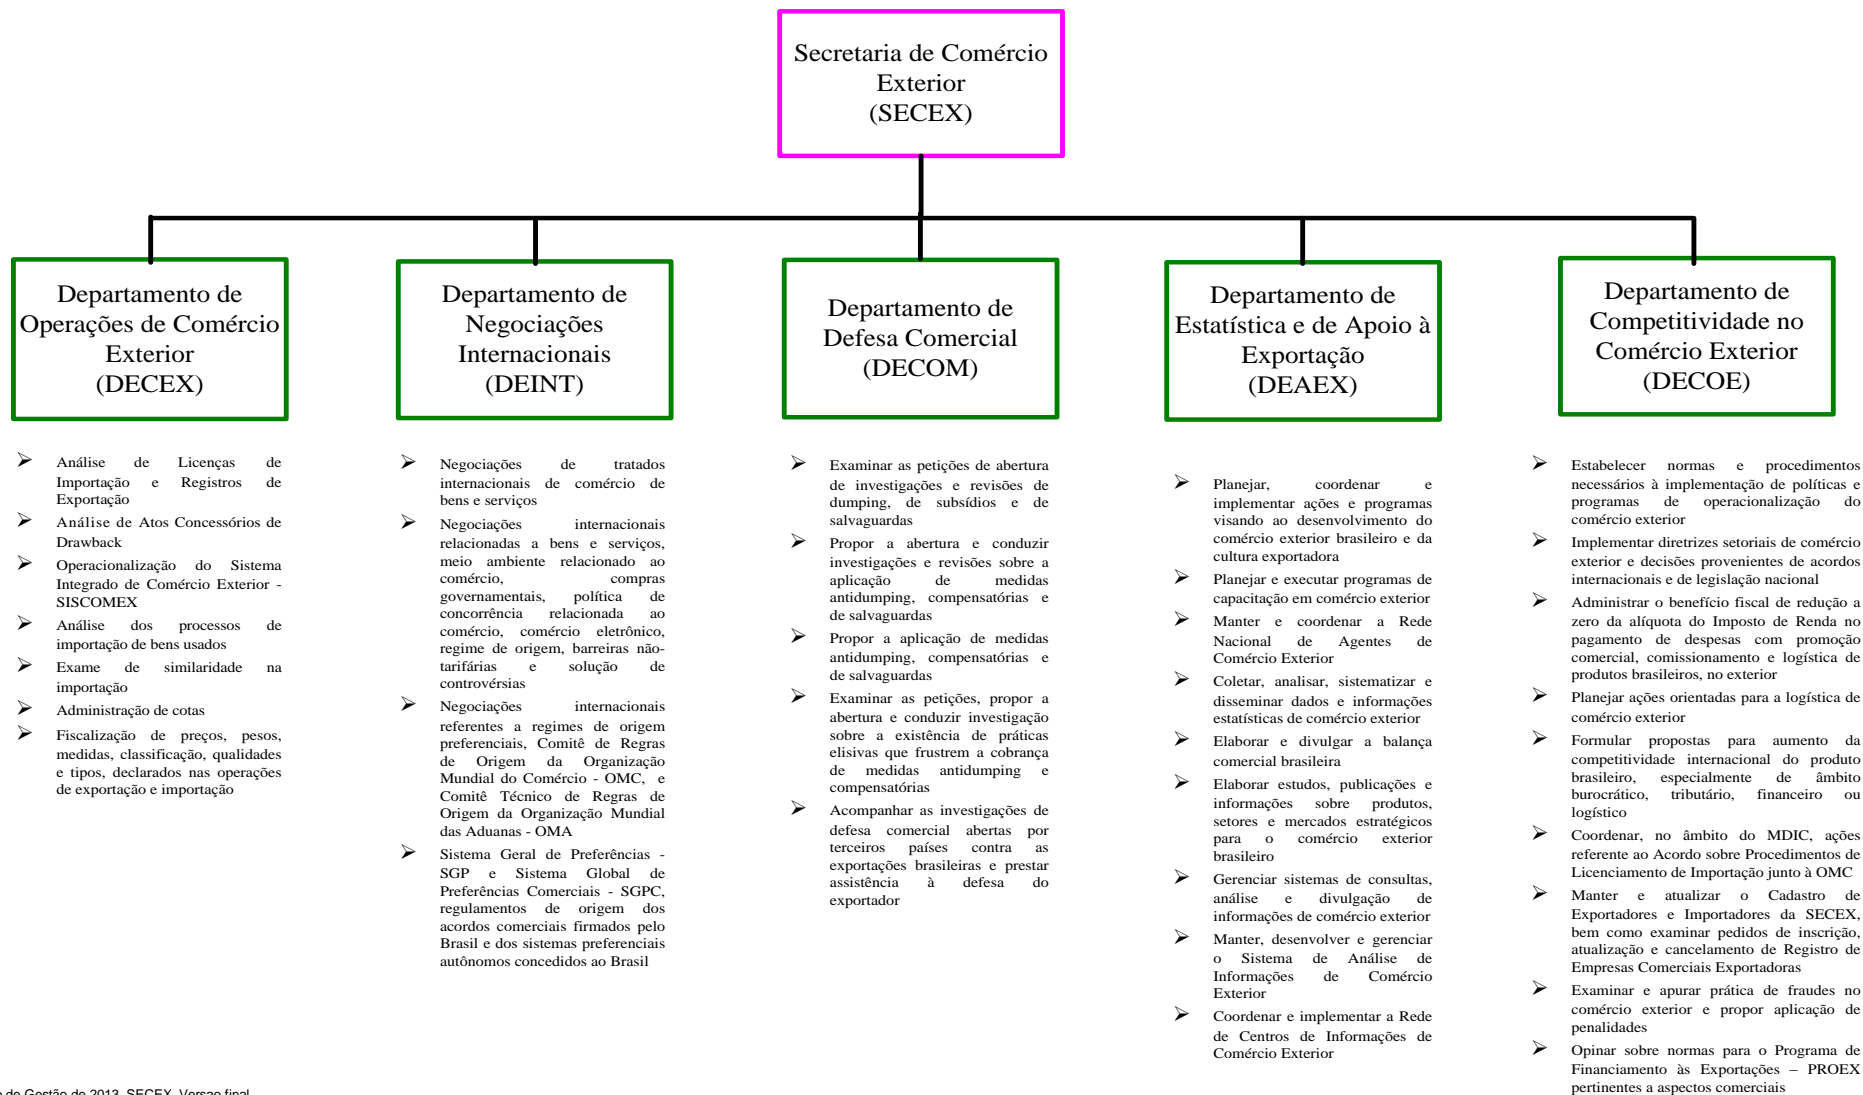 Secretaria de Comércio
Exterior
(SECEX)
Departamento de
Operações de Comércio
Exterior
(DECEX)
Departamento de
Negociações
Internacionais
(DEINT)
Departamento de
Defesa Comercial
(DECOM)
Departamento de
Estatística e de Apoio à
Exportação
(DEAEX)
Departamento de
Competitividade no
Comércio Exterior
(DECOE)
➢ Análise de Licenças de
Importação e Registros de
Exportação
➢ Análise de Atos Concessórios de
Drawback
➢ Operacionalização do Sistema
Integrado de Comércio Exterior -
SISCOMEX
➢ Análise dos processos de
importação de bens usados
➢ Exame de similaridade na
importação
➢ Administração de cotas
➢ Fiscalização de preços, pesos,
medidas, classificação, qualidades
e tipos, declarados nas operações
de exportação e importação
➢ Negociações de tratados
internacionais de comércio de
bens e serviços
➢ Negociações internacionais
relacionadas a bens e serviços,
meio ambiente relacionado ao
comércio, compras
governamentais, política de
concorrência relacionada ao
comércio, comércio eletrônico,
regime de origem, barreiras não-
tarifárias e solução de
controvérsias
➢ Negociações internacionais
referentes a regimes de origem
preferenciais, Comitê de Regras
de Origem da Organização
Mundial do Comércio - OMC, e
Comitê Técnico de Regras de
Origem da Organização Mundial
das Aduanas - OMA
➢ Sistema Geral de Preferências -
SGP e Sistema Global de
Preferências Comerciais - SGPC,
regulamentos de origem dos
acordos comerciais firmados pelo
Brasil e dos sistemas preferenciais
autônomos concedidos ao Brasil
➢ Examinar as petições de abertura
de investigações e revisões de
dumping, de subsídios e de
salvaguardas
➢ Propor a abertura e conduzir
investigações e revisões sobre a
aplicação de medidas
antidumping, compensatórias e
de salvaguardas
➢ Propor a aplicação de medidas
antidumping, compensatórias e
de salvaguardas
➢ Examinar as petições, propor a
abertura e conduzir investigação
sobre a existência de práticas
elisivas que frustrem a cobrança
de medidas antidumping e
compensatórias
➢ Acompanhar as investigações de
defesa comercial abertas por
terceiros países contra as
exportações brasileiras e prestar
assistência à defesa do
exportador
➢ Planejar, coordenar e
implementar ações e programas
visando ao desenvolvimento do
comércio exterior brasileiro e da
cultura exportadora
➢ Planejar e executar programas de
capacitação em comércio exterior
➢ Manter e coordenar a Rede
Nacional de Agentes de
Comércio Exterior
➢ Coletar, analisar, sistematizar e
disseminar dados e informações
estatísticas de comércio exterior
➢ Elaborar e divulgar a balança
comercial brasileira
➢ Elaborar estudos, publicações e
informações sobre produtos,
setores e mercados estratégicos
para o comércio exterior
brasileiro
➢ Gerenciar sistemas de consultas,
análise e divulgação de
informações de comércio exterior
➢ Manter, desenvolver e gerenciar
o Sistema de Análise de
Informações de Comércio
Exterior
➢ Coordenar e implementar a Rede
de Centros de Informações de
Comércio Exterior
➢ Estabelecer normas e procedimentos
necessários à implementação de políticas e
programas de operacionalização do
comércio exterior
➢ Implementar diretrizes setoriais de comércio
exterior e decisões provenientes de acordos
internacionais e de legislação nacional
➢ Administrar o benefício fiscal de redução a
zero da alíquota do Imposto de Renda no
pagamento de despesas com promoção
comercial, comissionamento e logística de
produtos brasileiros, no exterior
➢ Planejar ações orientadas para a logística de
comércio exterior
➢ Formular propostas para aumento da
competitividade internacional do produto
brasileiro, especialmente de âmbito
burocrático, tributário, financeiro ou
logístico
➢ Coordenar, no âmbito do MDIC, ações
referente ao Acordo sobre Procedimentos de
Licenciamento de Importação junto à OMC
➢ Manter e atualizar o Cadastro de
Exportadores e Importadores da SECEX,
bem como examinar pedidos de inscrição,
atualização e cancelamento de Registro de
Empresas Comerciais Exportadoras
➢ Examinar e apurar prática de fraudes no
comércio exterior e propor aplicação de
penalidades
➢ Opinar sobre normas para o Programa de
Financiamento às Exportações – PROEX
pertinentes a aspectos comerciais
de Gestão de 2013 SECEX Versao final